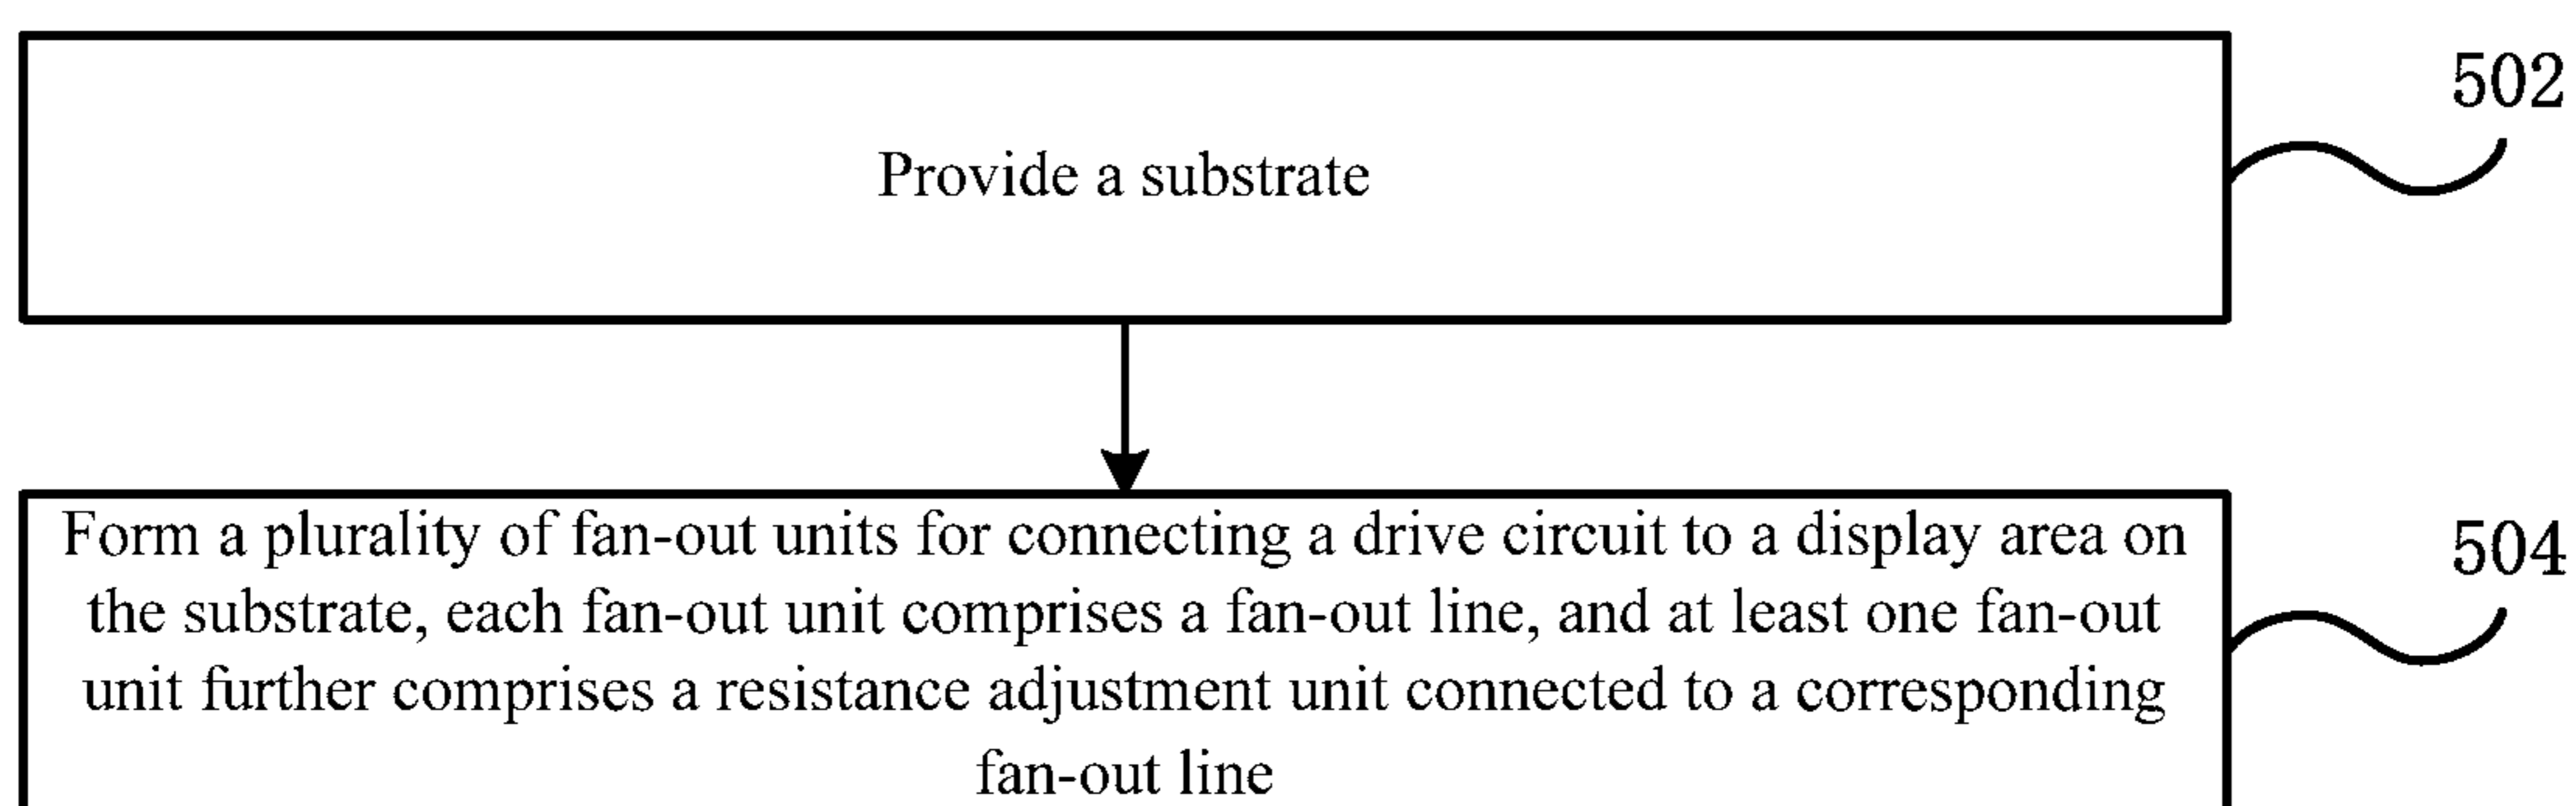 502
Provide a substrate
504
Form a plurality of fan-out units for connecting a drive circuit to a display area on
the substrate, each fan-out unit comprises a fan-out line, and at least one fan-out
unit further comprises a resistance adjustment unit connected to a corresponding
fan-out line